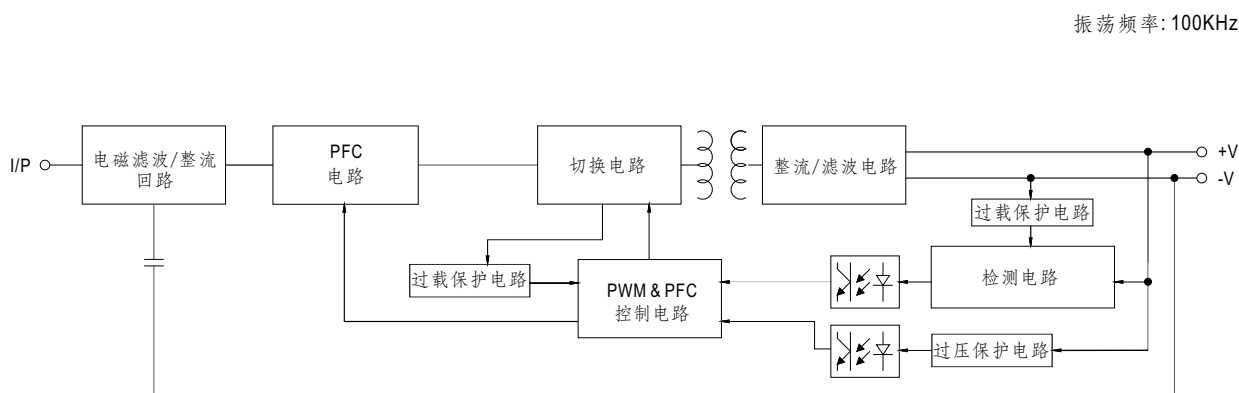 振荡频率: 100KHz
I/P
电磁滤波/整流
回路
PFC
电路
切换电路
整流/滤波电路
+V
-V
过载保护电路
过载保护电路
PWM & PFC
控制电路
检测电路
过压保护电路